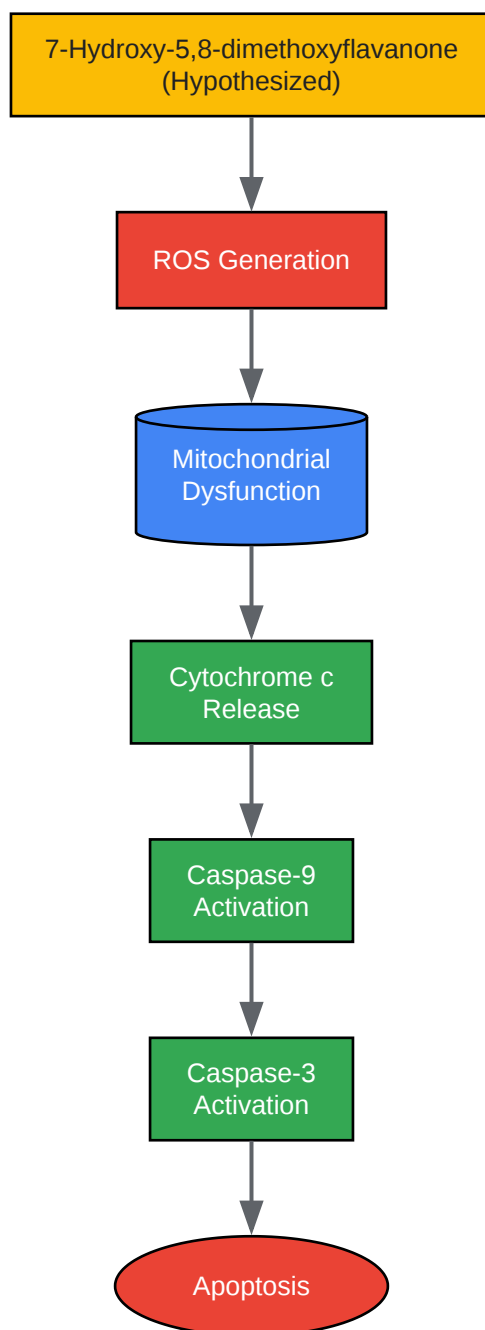 7-Hydroxy-5,8-dimethoxyflavanone
(Hypothesized)
ROS Generation
Mitochondrial
Dysfunction
Cytochrome c
Release
Caspase-9
Activation
Caspase-3
Activation
Apoptosis